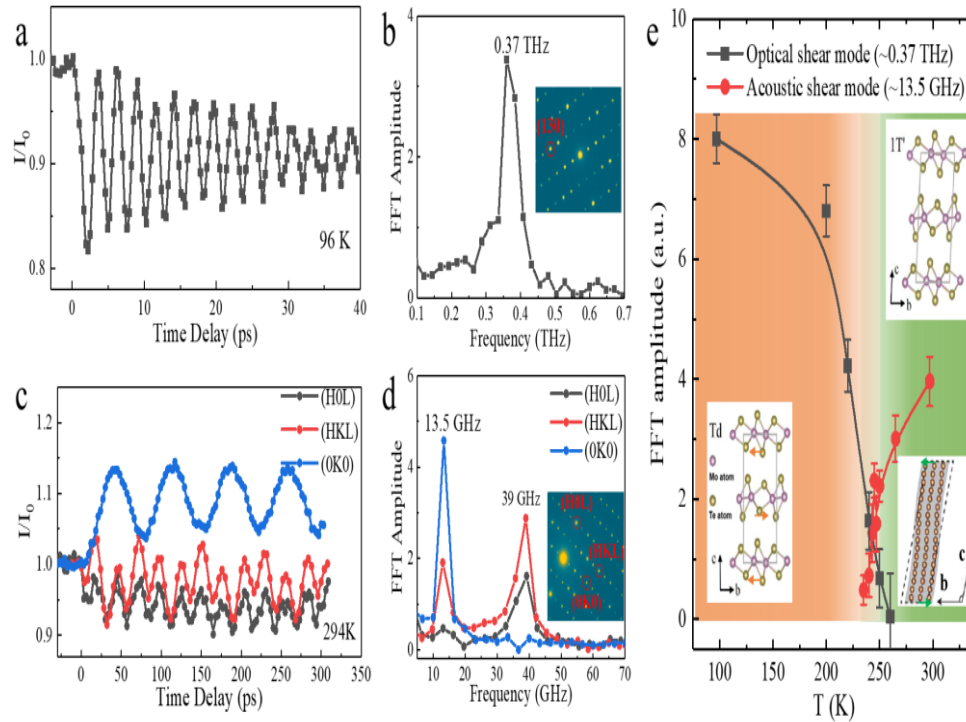 a
I/I0
1.0
0.9
0.8
96 K
0 10 20 30 40
Time Delay (ps)
b
FFT Amplitude
4
2
0
0.37 THz
(130)
0.1 0.2 0.3 0.4 0.5 0.6 0.7
Frequency (THz)
c
I/I0
1.2
1.1
1.0
0.9
(H0L)
(HKL)
(0K0)
294K
0 50 100 150 200 250 300
Time Delay (ps)
d
FFT Amplitude
6
4
2
0
(H0L)
(HKL)
(0K0)
13.5 GHz
39 GHz
(H0L)
(HKL)
(0K0)
10 20 30 40 50 60 70
Frequency (GHz)
e
FFT amplitude (a.u.)
10
8
6
4
2
0
Optical shear mode (~0.37 THz)
Acoustic shear mode (~13.5 GHz)
1T'
c
b
Td
Mo atom
Te atom
c
b
c
b
100 150 200 250 300
T (K)